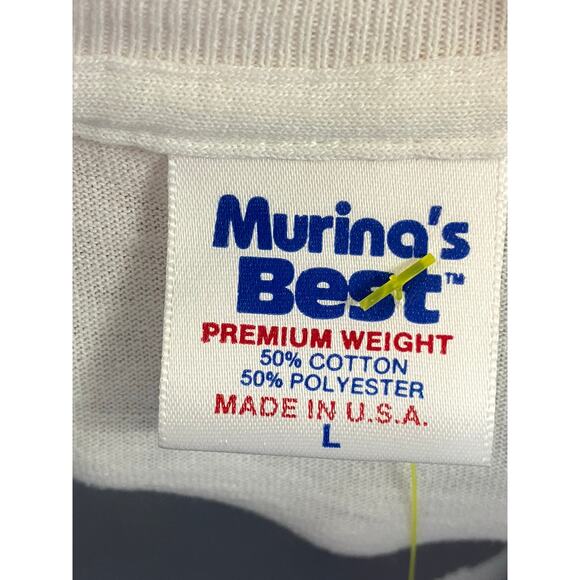 Murina's
Best™
PREMIUM WEIGHT
50% COTTON
50% POLYESTER
MADE IN U.S.A.
L